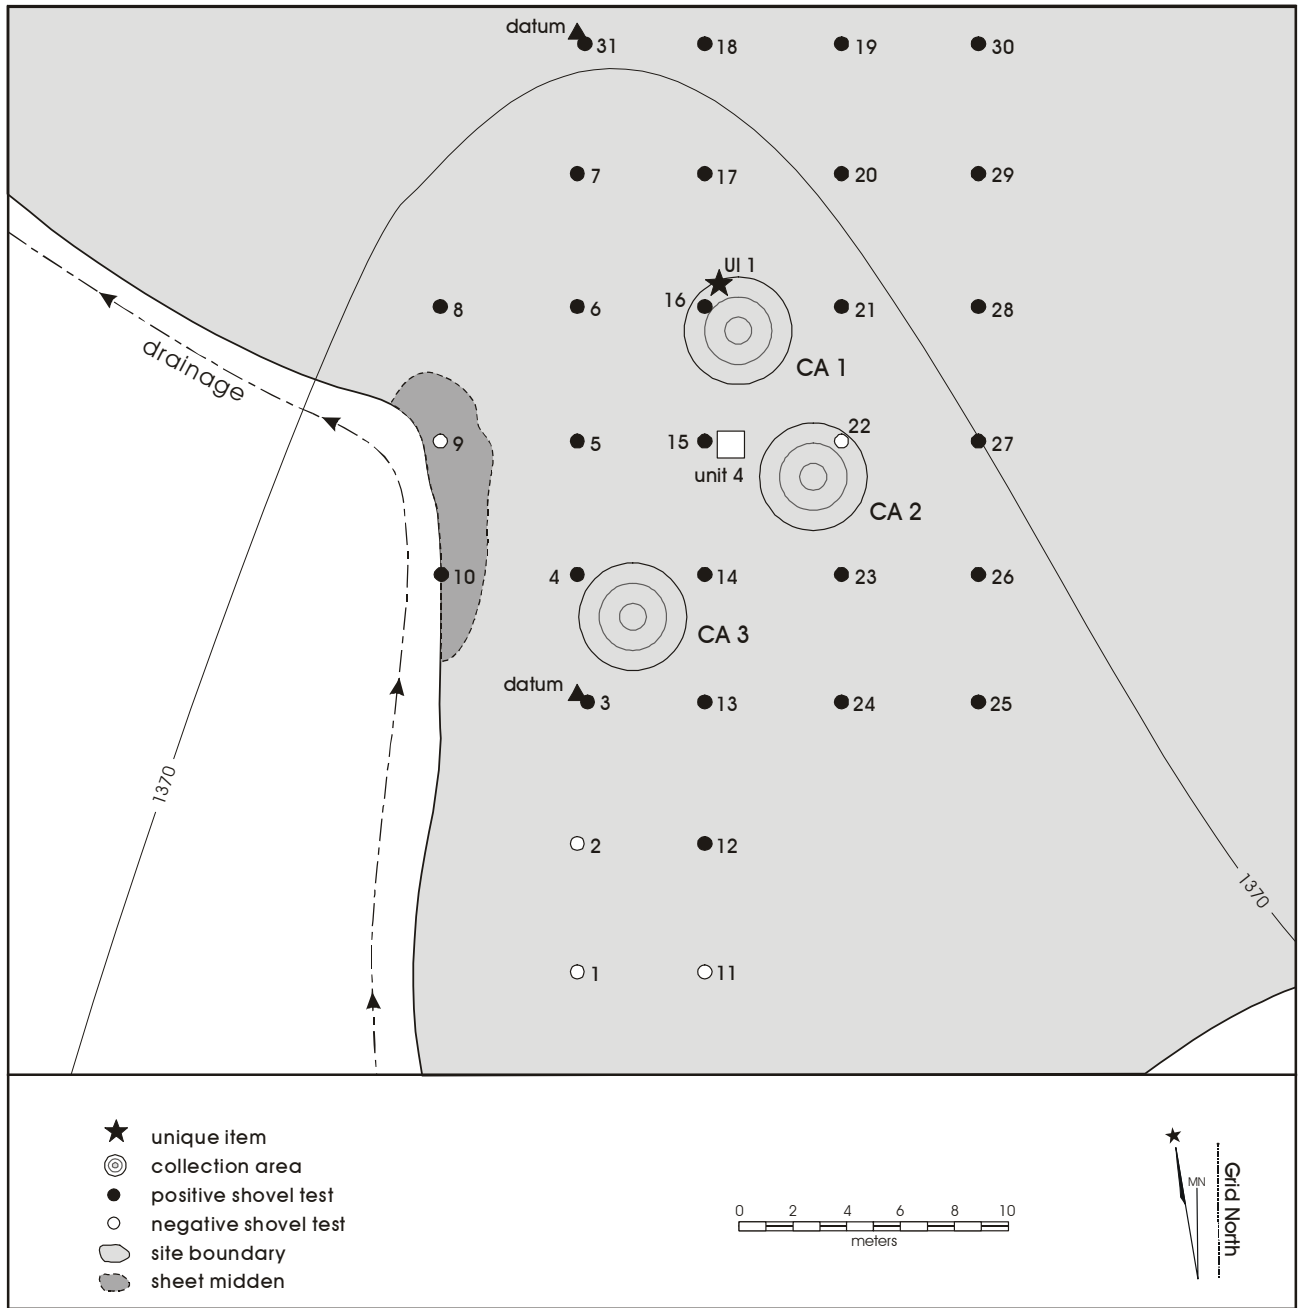 datum
31
18
19
30
7
17
20
29
UI 1
8
6
16
21
28
CA 1
drainage
9
5
15
22
27
unit 4
CA 2
10
4
14
23
26
CA 3
datum
3
13
24
25
1370
2
12
1370
1
11
unique item
collection area
positive shovel test
negative shovel test
site boundary
sheet midden
0 2 4 6 8 10
meters
MN
Grid North